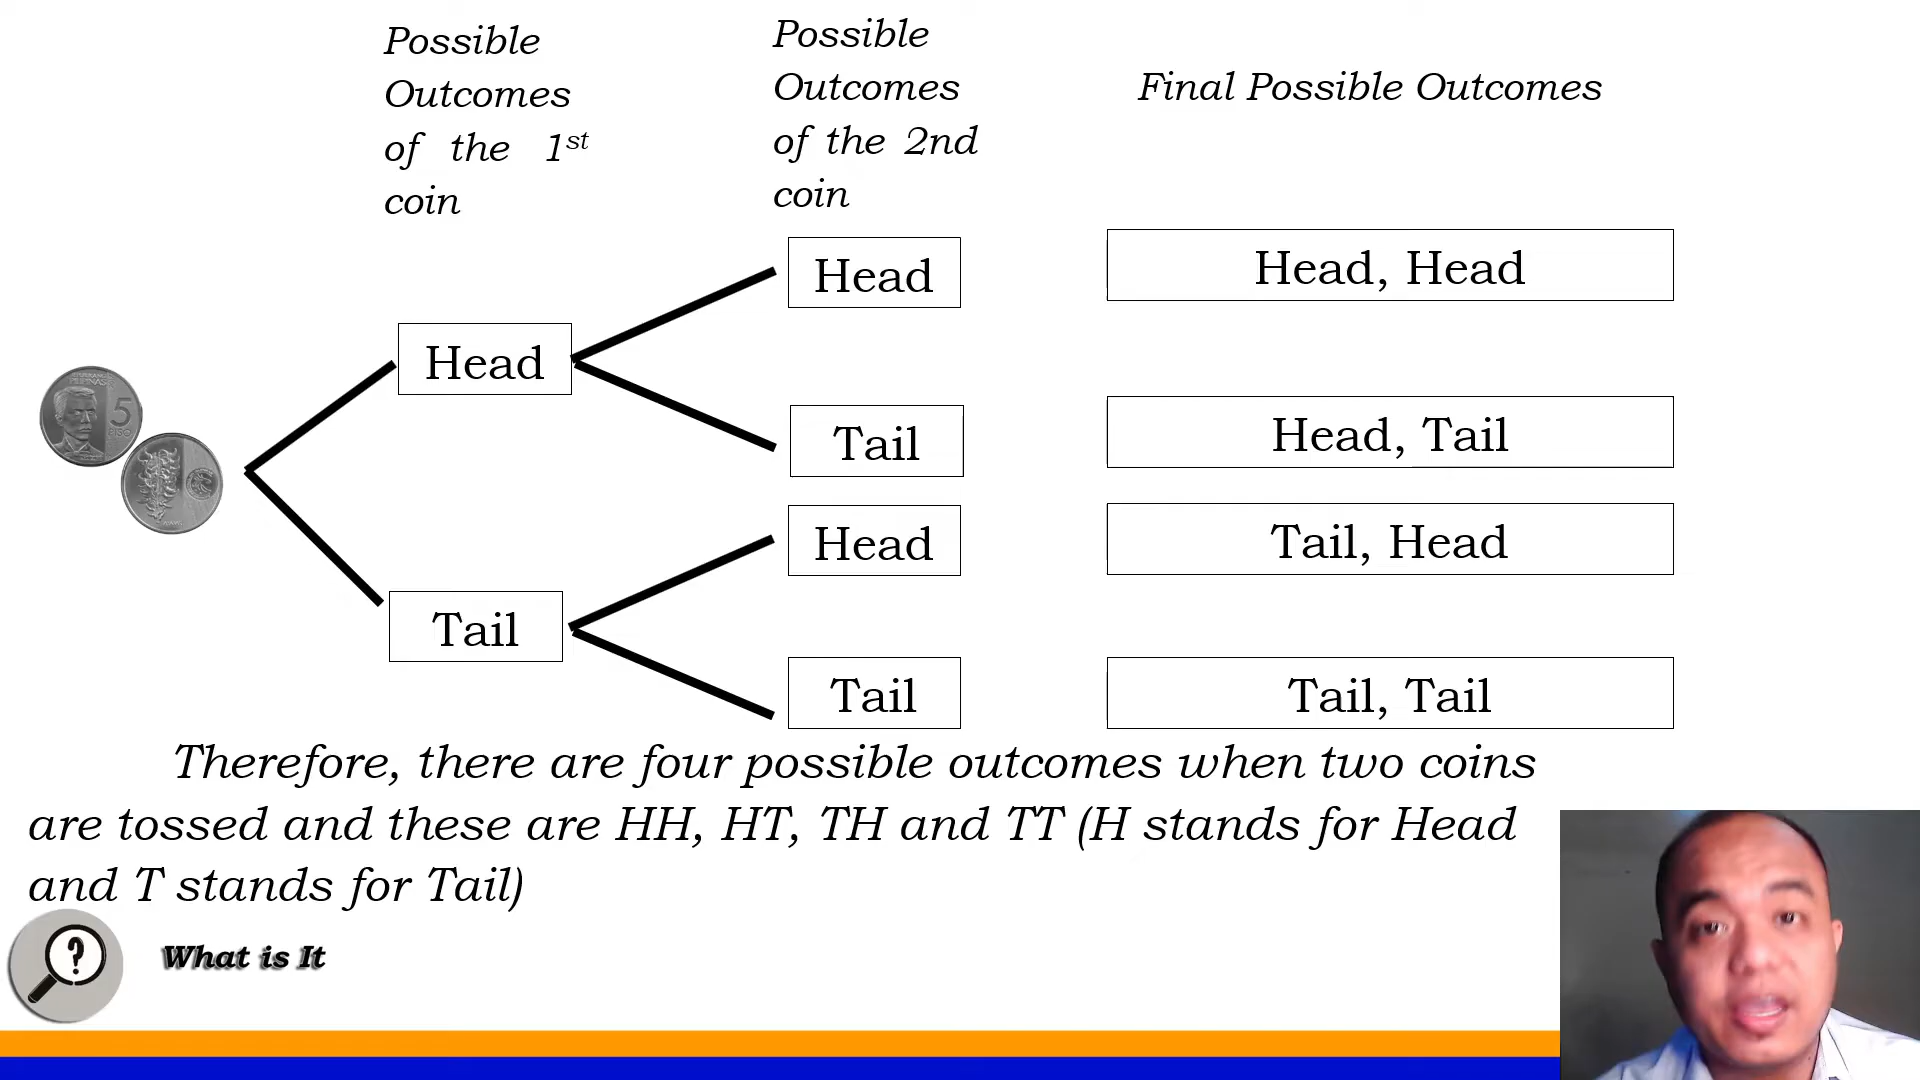 Possible
Outcomes
of the 1st
coin
Possible
Outcomes
of the 2nd
coin
Final Possible Outcomes
Head
Head, Head
Head
Tail
Head, Tail
5
PISO
Head
Tail, Head
Tail
Tail
Tail, Tail
Therefore, there are four possible outcomes when two coins
are tossed and these are HH, HT, TH and TT (H stands for Head
and T stands for Tail)
?
What is It